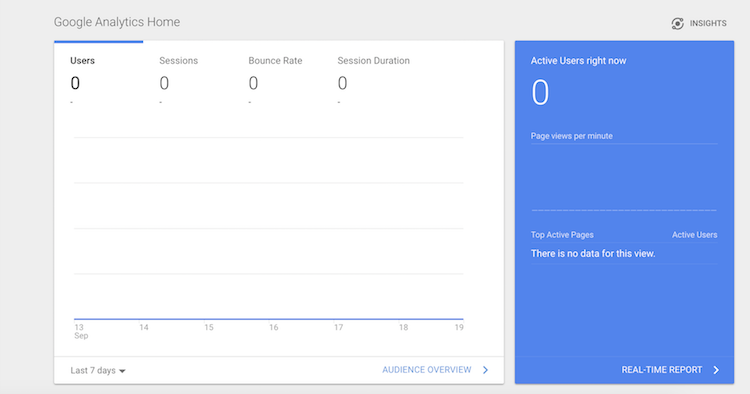 Google Analytics Home
INSIGHTS
Users Sessions Bounce Rate Session Duration
0 0 0 0
- - - -
13 14 15 16 17 18 19
Sep
Last 7 days
AUDIENCE OVERVIEW
Active Users right now
0
Page views per minute
Top Active Pages Active Users
There is no data for this view.
REAL-TIME REPORT